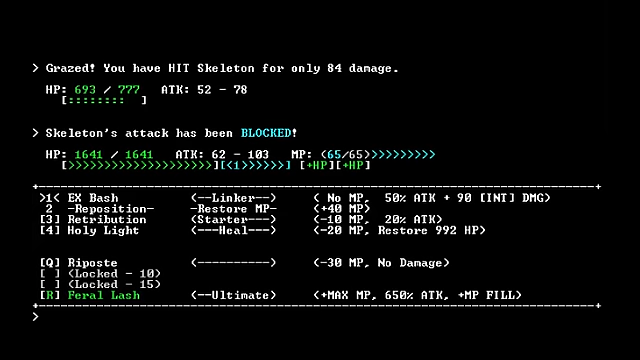 > Grazed! You have HIT Skeleton for only 84 damage.
HP: 693 / 777   ATK: 52 - 78
[::::::::  ]
> Skeleton's attack has been BLOCKED!
HP: 1641 / 1641   ATK: 62 - 103   MP: (65/65)>>>>>>>>>>
[>>>>>>>>>>>>>>>>>>>>>][(1>>>>>>] [+HP][+HP]
>1< EX Bash (--Linker--) ( No MP, 50% ATK + 90 [INT] DMG)
2 -Reposition- -Restore MP- (+40 MP)
[3] Retribution (Starter---) (-10 MP, 20% ATK)
[4] Holy Light (---Heal---) (-20 MP, Restore 992 HP)
[Q] Riposte (----------) (-30 MP, No Damage)
[ ] (Locked - 10)
[ ] (Locked - 15)
[R] Feral Lash (--Ultimate) (+MAX MP, 650% ATK, +MP FILL)
>